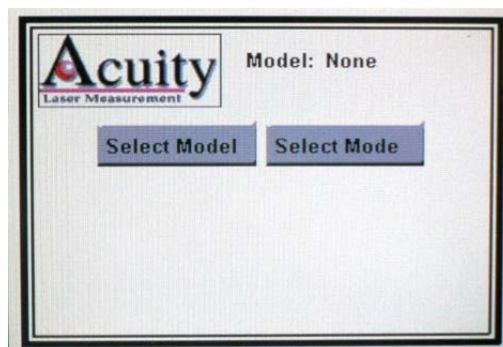 Acuity
Laser Measurement
Model: None
Select Model
Select Mode